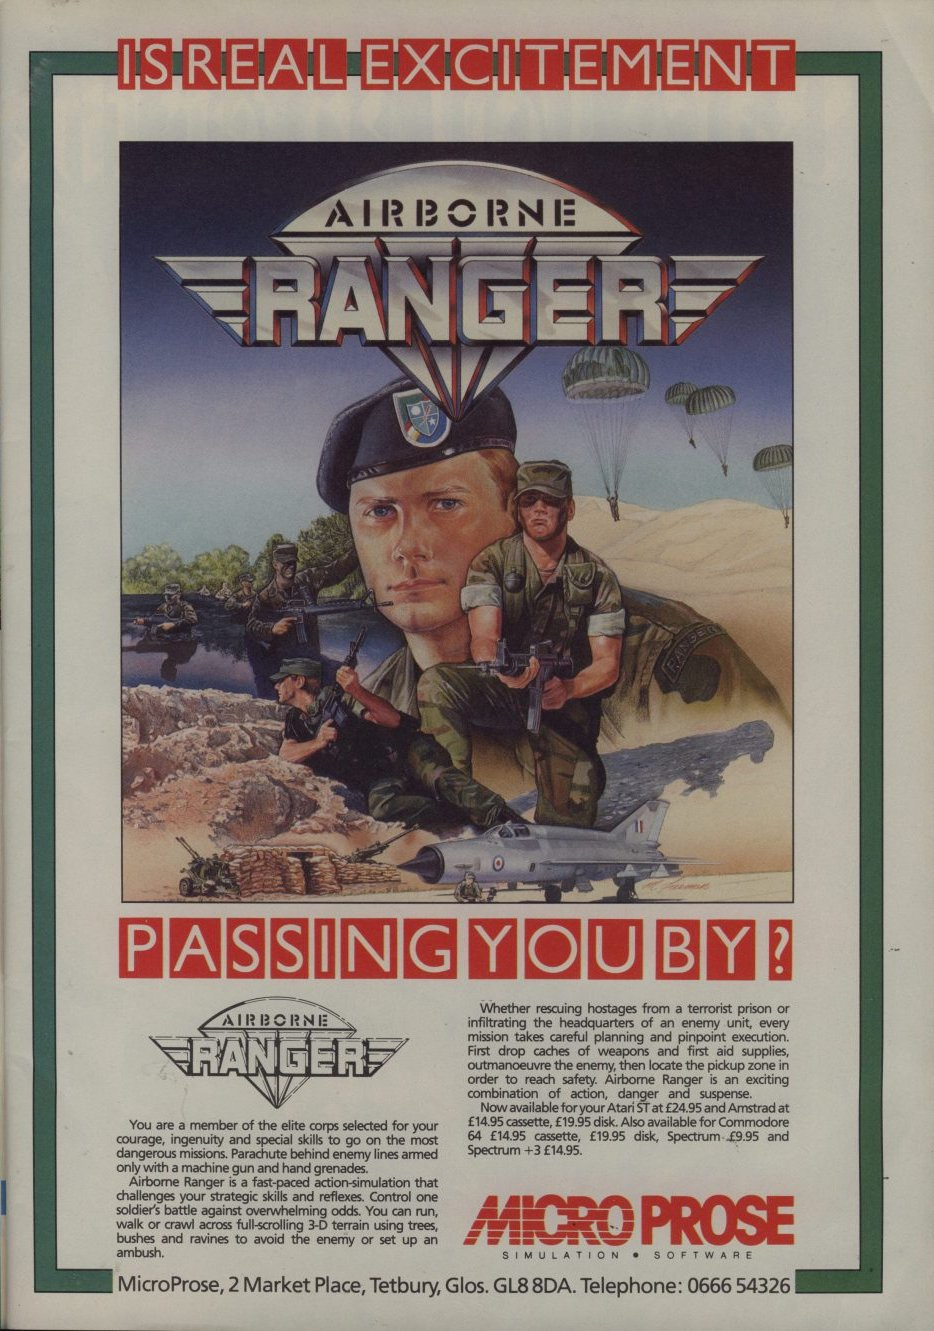 IS REAL EXCITEMENT
AIRBORNE
RANGER
RANGER
PASSING YOU BY?
AIRBORNE
RANGER
You are a member of the elite corps selected for your
courage, ingenuity and special skills to go on the most
dangerous missions. Parachute behind enemy lines armed
only with a machine gun and hand grenades.
Airborne Ranger is a fast-paced action-simulation that
challenges your strategic skills and reflexes. Control one
soldier's battle against overwhelming odds. You can run,
walk or crawl across full-scrolling 3-D terrain using trees,
bushes and ravines to avoid the enemy or set up an
ambush.
Whether rescuing hostages from a terrorist prison or
infiltrating the headquarters of an enemy unit, every
mission takes careful planning and pinpoint execution.
First drop caches of weapons and first aid supplies,
outmanoeuvre the enemy, then locate the pickup zone in
order to reach safety. Airborne Ranger is an exciting
combination of action, danger and suspense.
Now available for your Atari ST at £24.95 and Amstrad at
£14.95 cassette, £19.95 disk. Also available for Commodore
64 £14.95 cassette, £19.95 disk, Spectrum £9.95 and
Spectrum +3 £14.95.
MICRO PROSE
SIMULATION • SOFTWARE
MicroProse, 2 Market Place, Tetbury, Glos. GL8 8DA. Telephone: 0666 54326